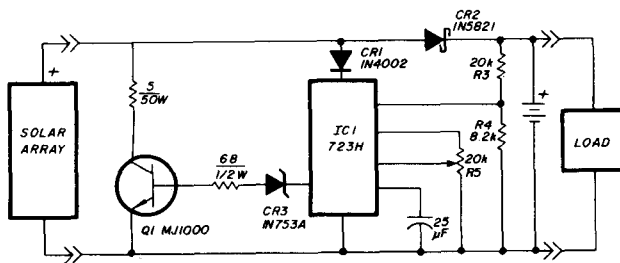 CR2
1N5821
CR1
1N4002
+
5
50W
20k
R3
+
SOLAR
ARRAY
IC1
723H
R4
8.2k
LOAD
68
1/2 W
20k
R5
CR3
1N753A
25
µF
Q1 MJ1000